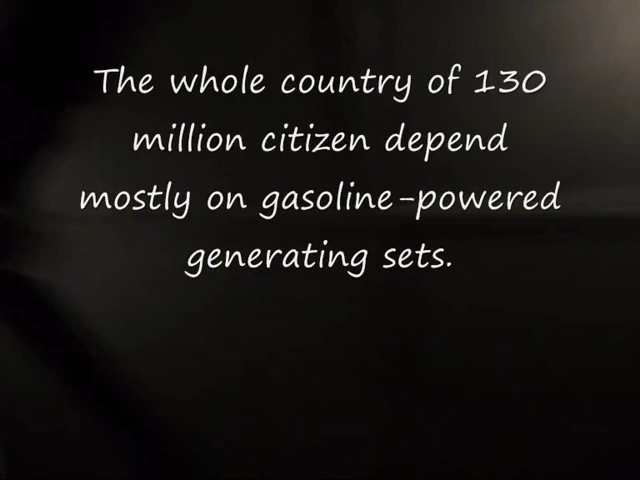 The whole country of 130
million citizen depend
mostly on gasoline-powered
generating sets.